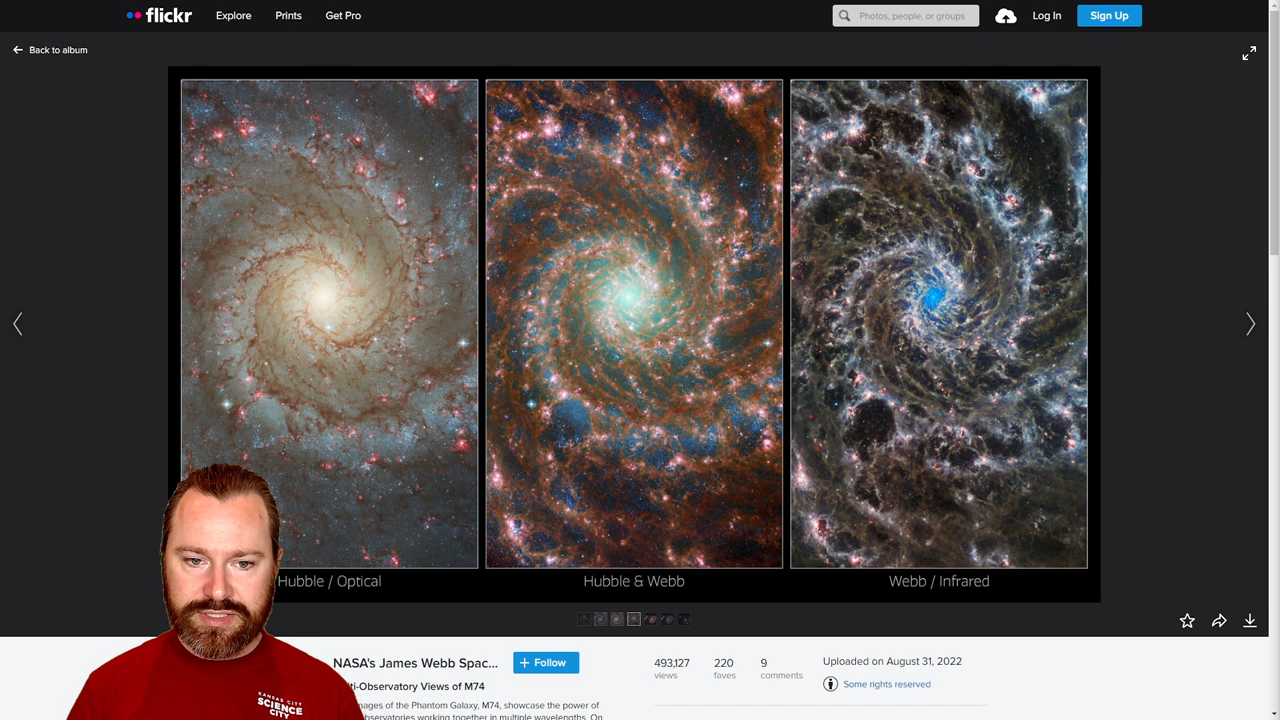 flickr
Explore
Prints
Get Pro
Photos, people, or groups
Log In
Sign Up
Back to album
Hubble / Optical
Hubble & Webb
Webb / Infrared
NASA's James Webb Spac...
+ Follow
493,127
views
220
faves
9
comments
Uploaded on August 31, 2022
Some rights reserved
ti-Observatory Views of M74
mages of the Phantom Galaxy, M74, showcase the power of
observatories working together in multiple wavelengths. On
KANSAS CITY
SCIENCE
CITY